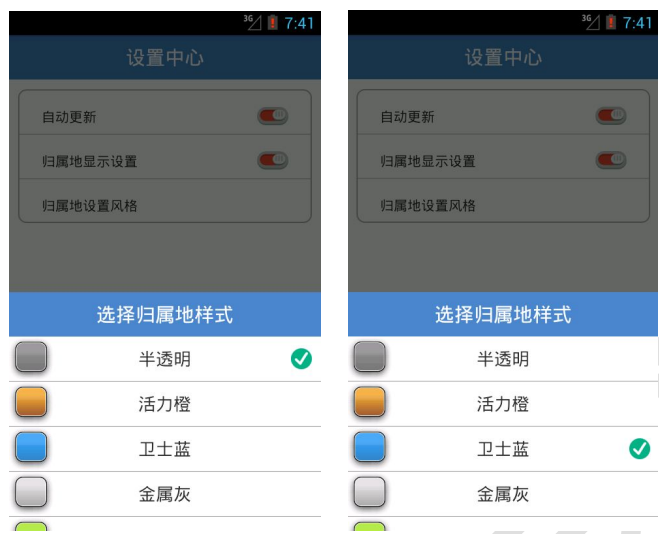 3G 7:41
设置中心
自动更新
归属地显示设置
归属地设置风格
选择归属地样式
半透明
活力橙
卫士蓝
金属灰
3G 7:41
设置中心
自动更新
归属地显示设置
归属地设置风格
选择归属地样式
半透明
活力橙
卫士蓝
金属灰